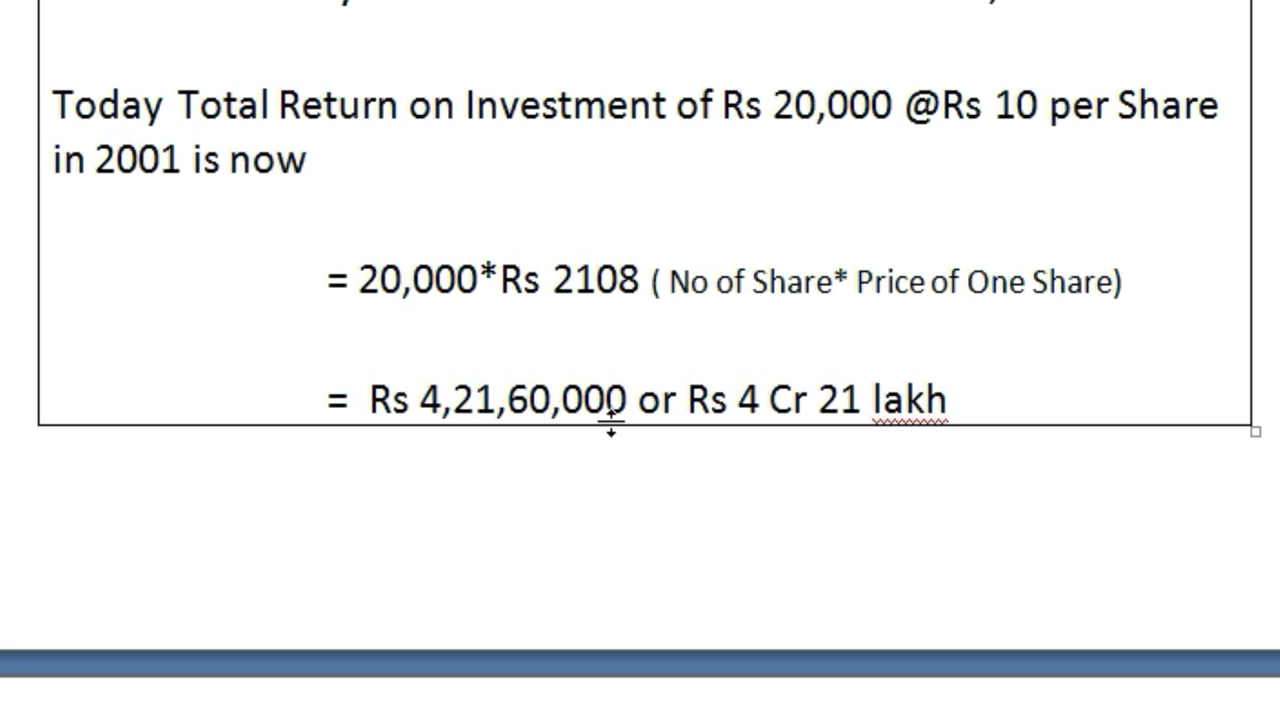 Today Total Return on Investment of Rs 20,000 @Rs 10 per Share
in 2001 is now
= 20,000*Rs 2108 ( No of Share* Price of One Share)
= Rs 4,21,60,000 or Rs 4 Cr 21 lakh